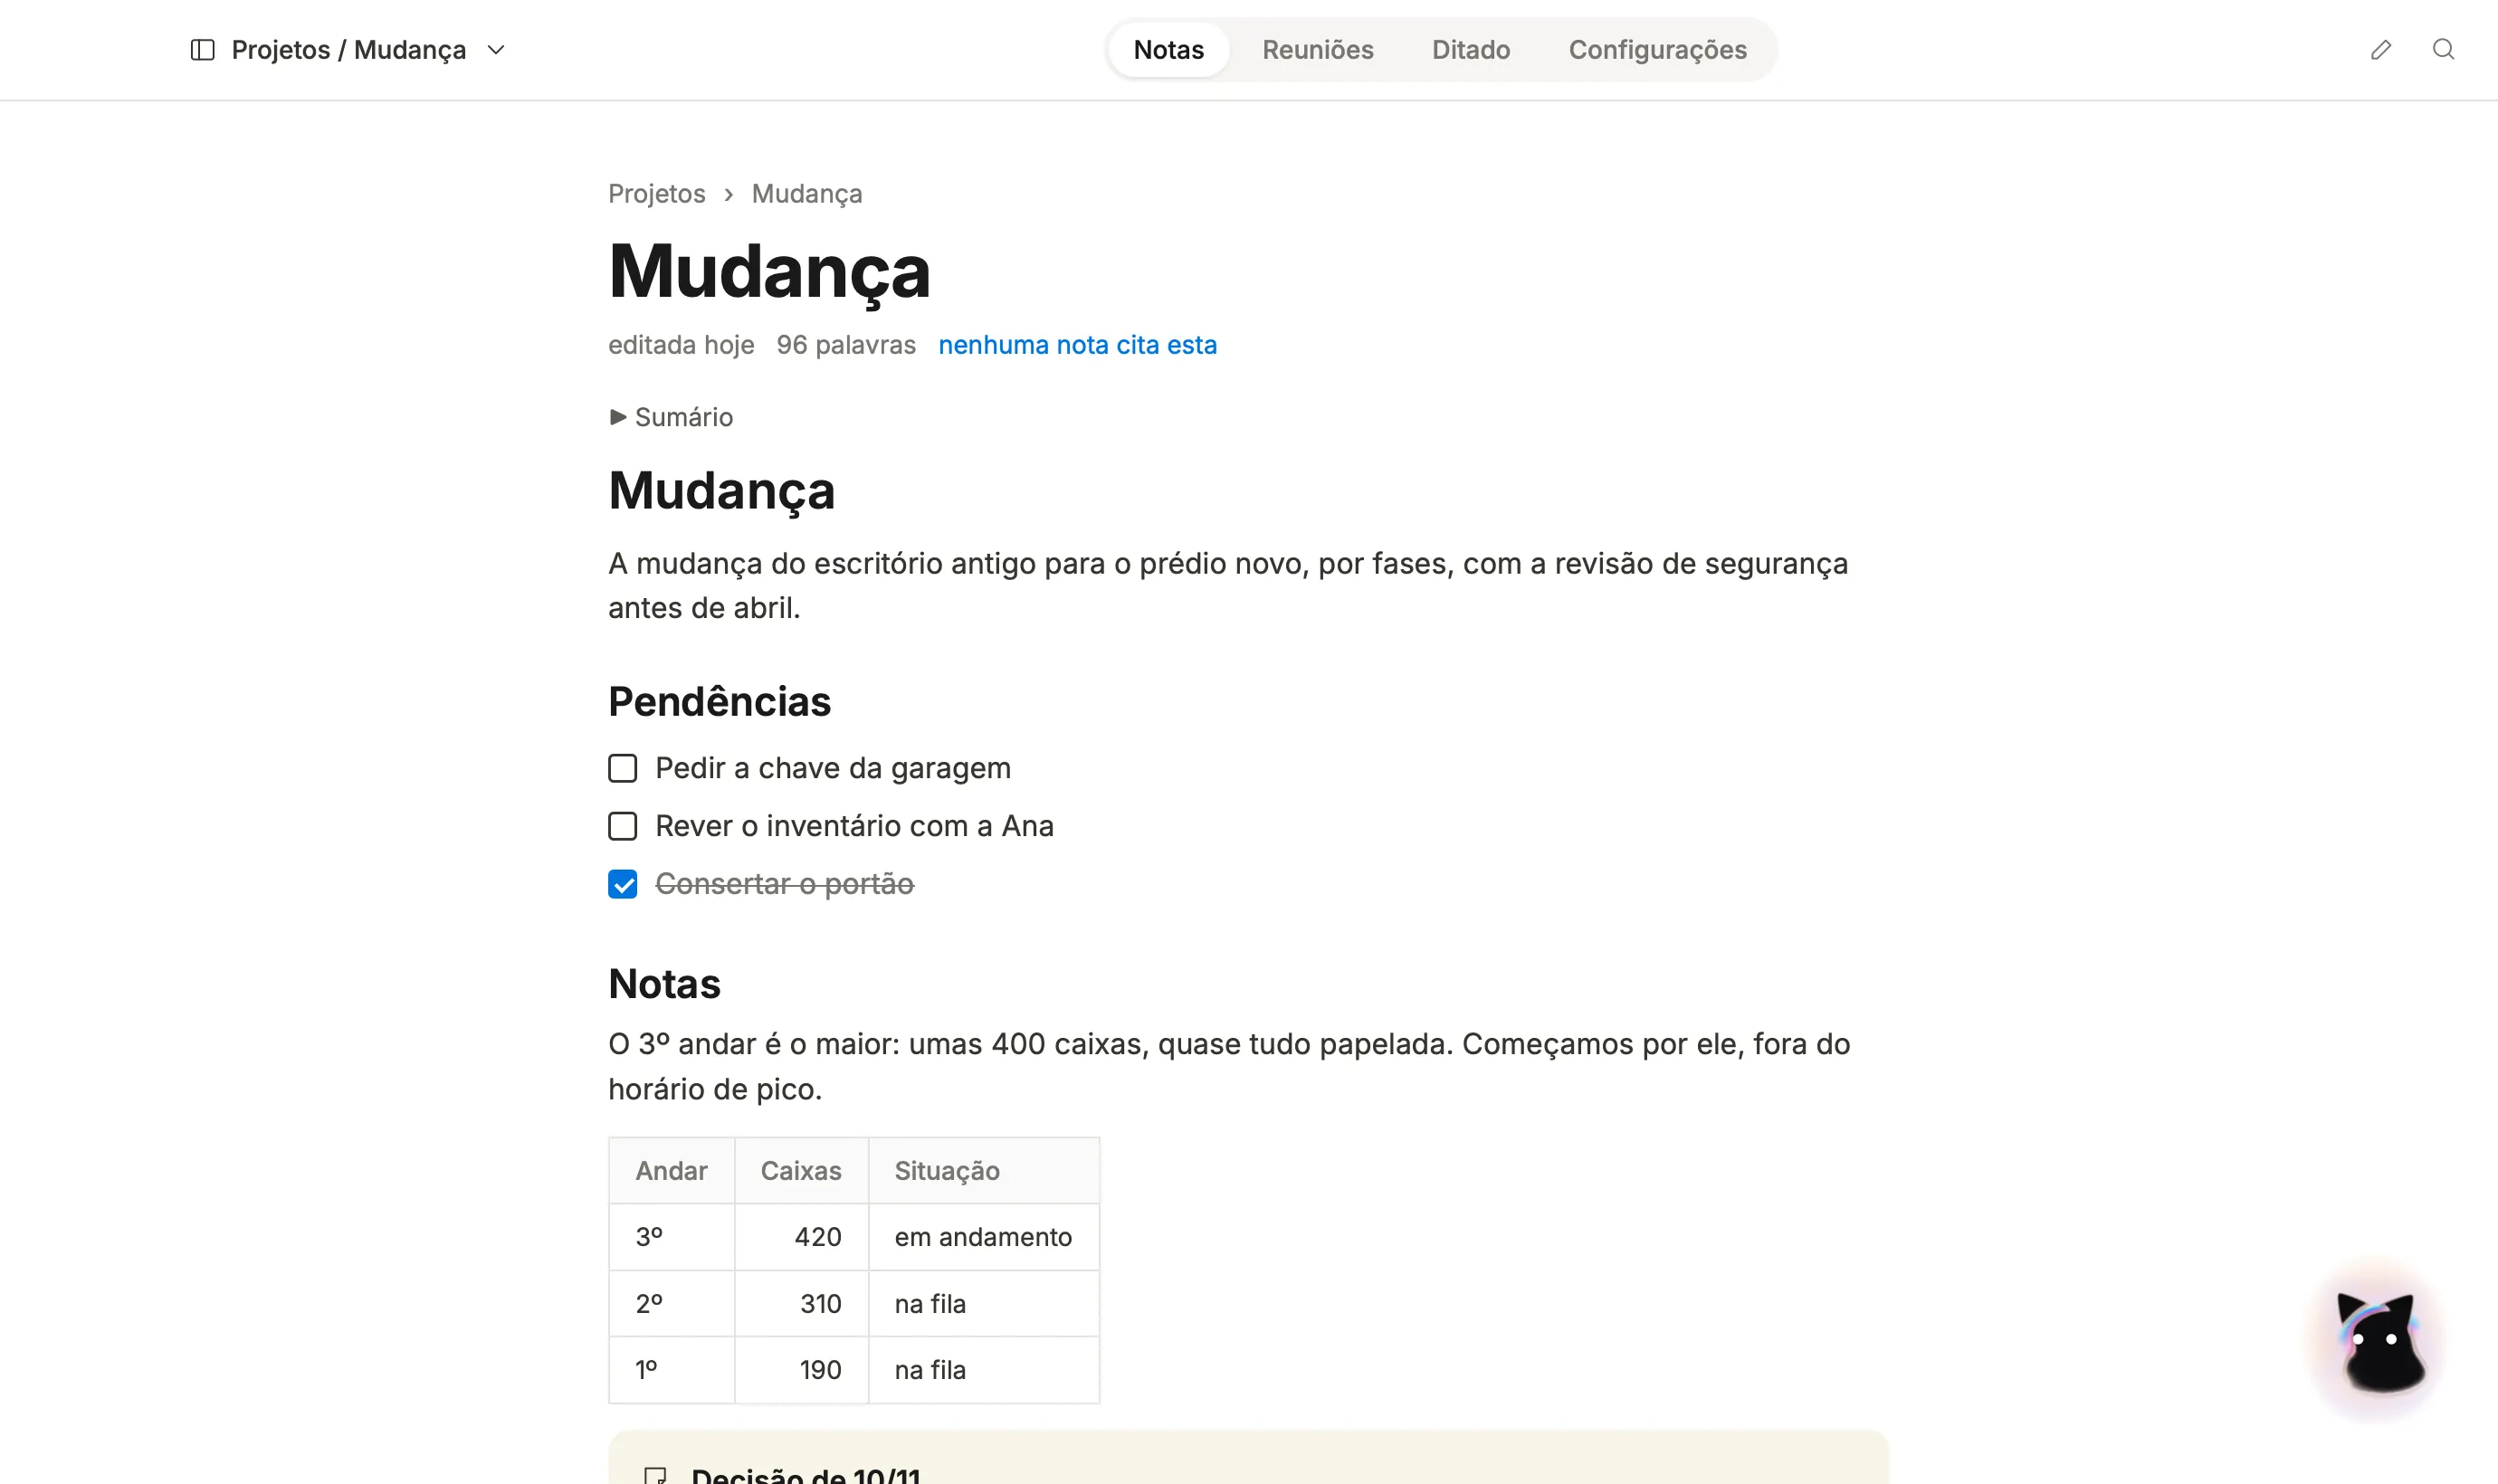 Projetos / Mudança
Notas Reuniões Ditado Configurações
Projetos › Mudança
Mudança
editada hoje 96 palavras nenhuma nota cita esta
Sumário
Mudança
A mudança do escritório antigo para o prédio novo, por fases, com a revisão de segurança
antes de abril.
Pendências
Pedir a chave da garagem
Rever o inventário com a Ana
Consertar o portão
Notas
O 3º andar é o maior: umas 400 caixas, quase tudo papelada. Começamos por ele, fora do
horário de pico.
Andar Caixas Situação
3º 420 em andamento
2º 310 na fila
1º 190 na fila
Decisão de 10/11